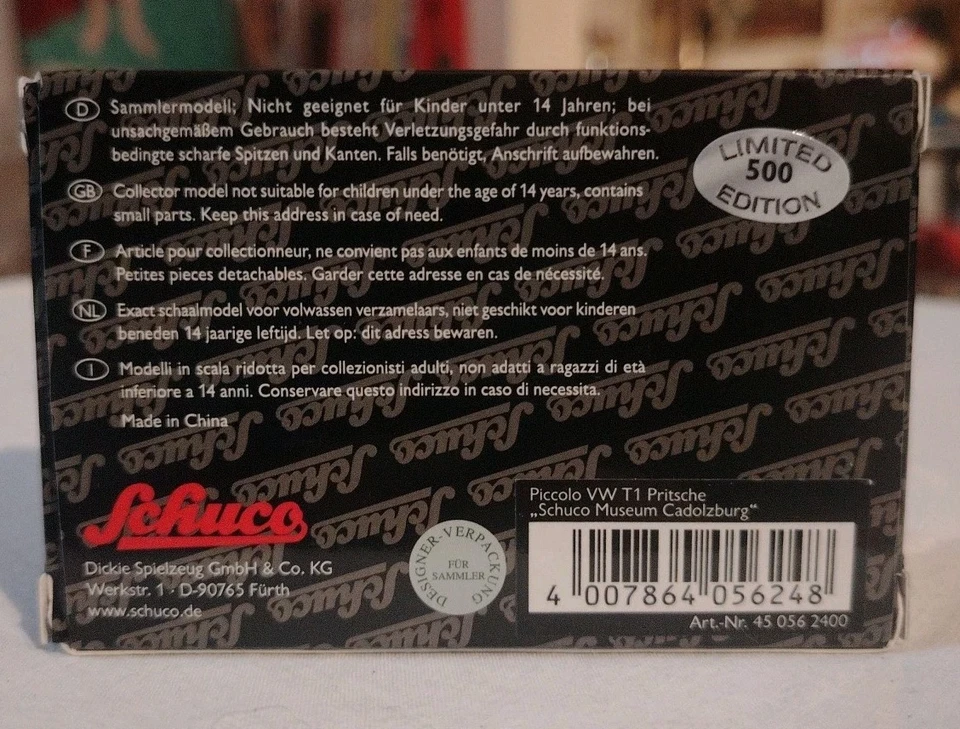 D Sammlermodell; Nicht geeignet für Kinder unter 14 Jahren; bei
unsachgemäßem Gebrauch besteht Verletzungsgefahr durch funktions-
bedingte scharfe Spitzen und Kanten. Falls benötigt, Anschrift aufbewahren.
LIMITED
500
EDITION
GB Collector model not suitable for children under the age of 14 years, contains
small parts. Keep this address in case of need.
F Article pour collectionneur, ne convient pas aux enfants de moins de 14 ans.
Petites pieces detachables. Garder cette adresse en cas de nécessité.
NL Exact schaalmodel voor volwassen verzamelaars, niet geschikt voor kinderen
beneden 14 jaarige leftijd. Let op: dit adress bewaren.
I Modelli in scala ridotta per collezionisti adulti, non adatti a ragazzi di età
inferiore a 14 anni. Conservare questo indirizzo in caso di necessita.
Made in China
Schuco
Dickie Spielzeug GmbH & Co. KG
Werkstr. 1 · D-90765 Fürth
www.schuco.de
DESIGNER-VERPACKUNG
FÜR
SAMMLER
Piccolo VW T1 Pritsche
„Schuco Museum Cadolzburg“
4 007864 056248
Art.-Nr. 45 056 2400